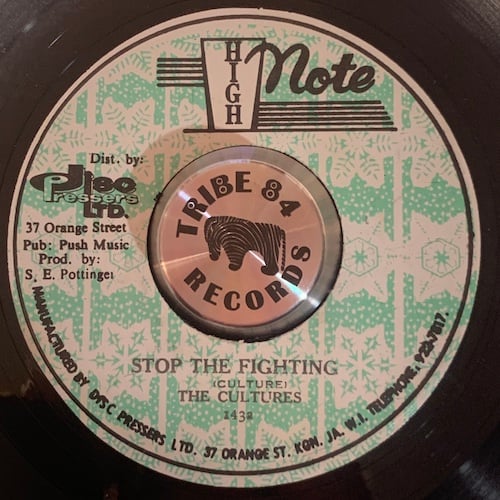 HIGH Note
Dist. by:
Disc Pressers LTD.
37 Orange Street
Pub: Push Music
Prod. by:
S. E. Pottinger
TRIBE 84
RECORDS
STOP THE FIGHTING
(CULTURE)
THE CULTURES
1432
MANUFACTURED BY DISC PRESSERS LTD. 37 ORANGE ST. KGN. JA. W.I. TELEPHONE: 922-7817.